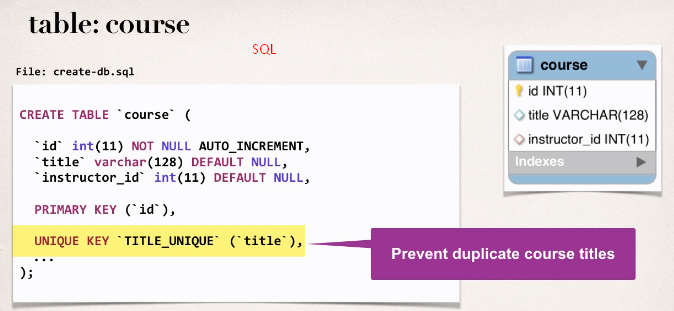 table: course
SQL
File: create-db.sql
CREATE TABLE `course` (
`id` int(11) NOT NULL AUTO_INCREMENT,
`title` varchar(128) DEFAULT NULL,
`instructor_id` int(11) DEFAULT NULL,
PRIMARY KEY (`id`),
UNIQUE KEY `TITLE_UNIQUE` (`title`),
...
);
Prevent duplicate course titles
course
id INT(11)
title VARCHAR(128)
instructor_id INT(11)
Indexes